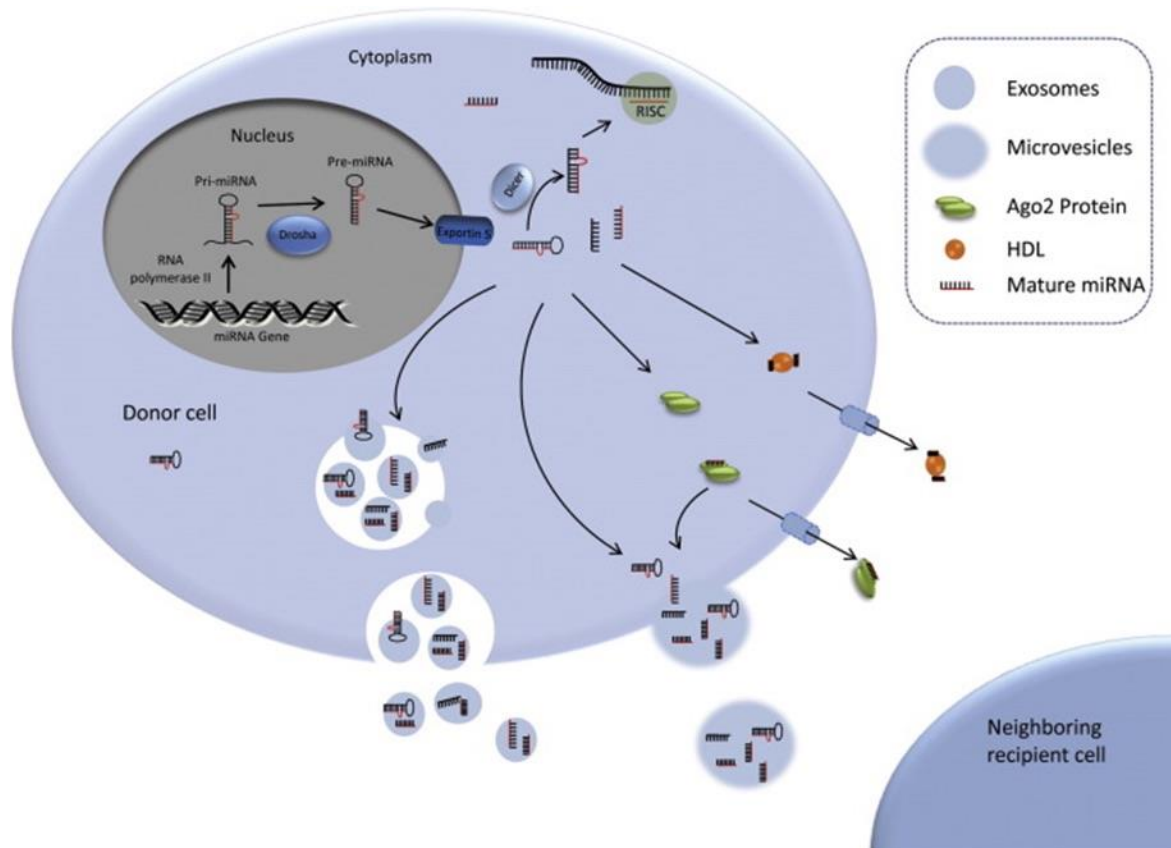 Cytoplasm
RISC
Nucleus
Pre-miRNA
Pri-miRNA
Dicer
Drosha
Exportin 5
RNA
polymerase II
miRNA Gene
Donor cell
Exosomes
Microvesicles
Ago2 Protein
HDL
Mature miRNA
Neighboring
recipient cell